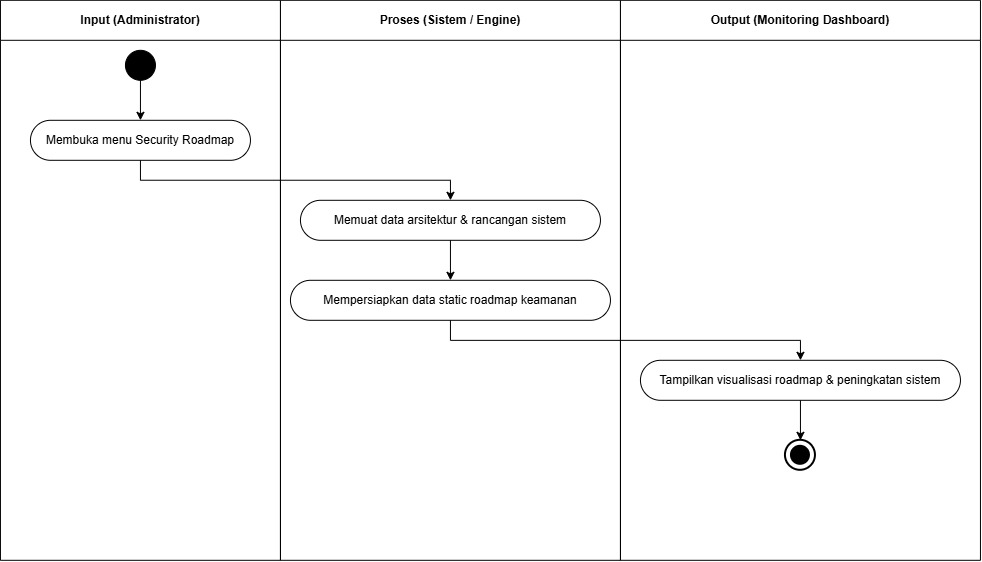 Input (Administrator)
Proses (Sistem / Engine)
Output (Monitoring Dashboard)
Membuka menu Security Roadmap
Memuat data arsitektur & rancangan sistem
Mempersiapkan data static roadmap keamanan
Tampilkan visualisasi roadmap & peningkatan sistem